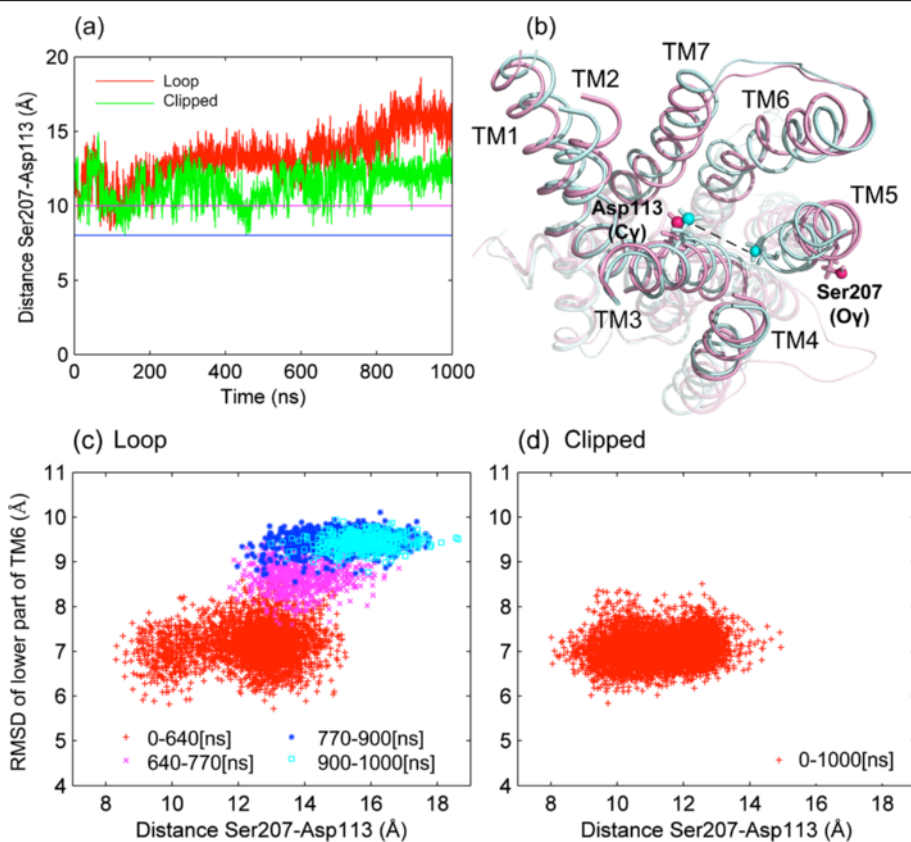 (a)
Distance Ser207-Asp113 (Å)
20
15
10
5
0
Loop
Clipped
0 200 400 600 800 1000
Time (ns)
(b)
TM7
TM2
TM6
TM1
TM5
Asp113
(Cγ)
Ser207
(Oγ)
TM3
TM4
(c) Loop
RMSD of lower part of TM6 (Å)
11
10
9
8
7
6
5
4
0-640[ns] 770-900[ns]
640-770[ns] 900-1000[ns]
8 10 12 14 16 18
Distance Ser207-Asp113 (Å)
(d) Clipped
11
10
9
8
7
6
5
4
0-1000[ns]
8 10 12 14 16 18
Distance Ser207-Asp113 (Å)